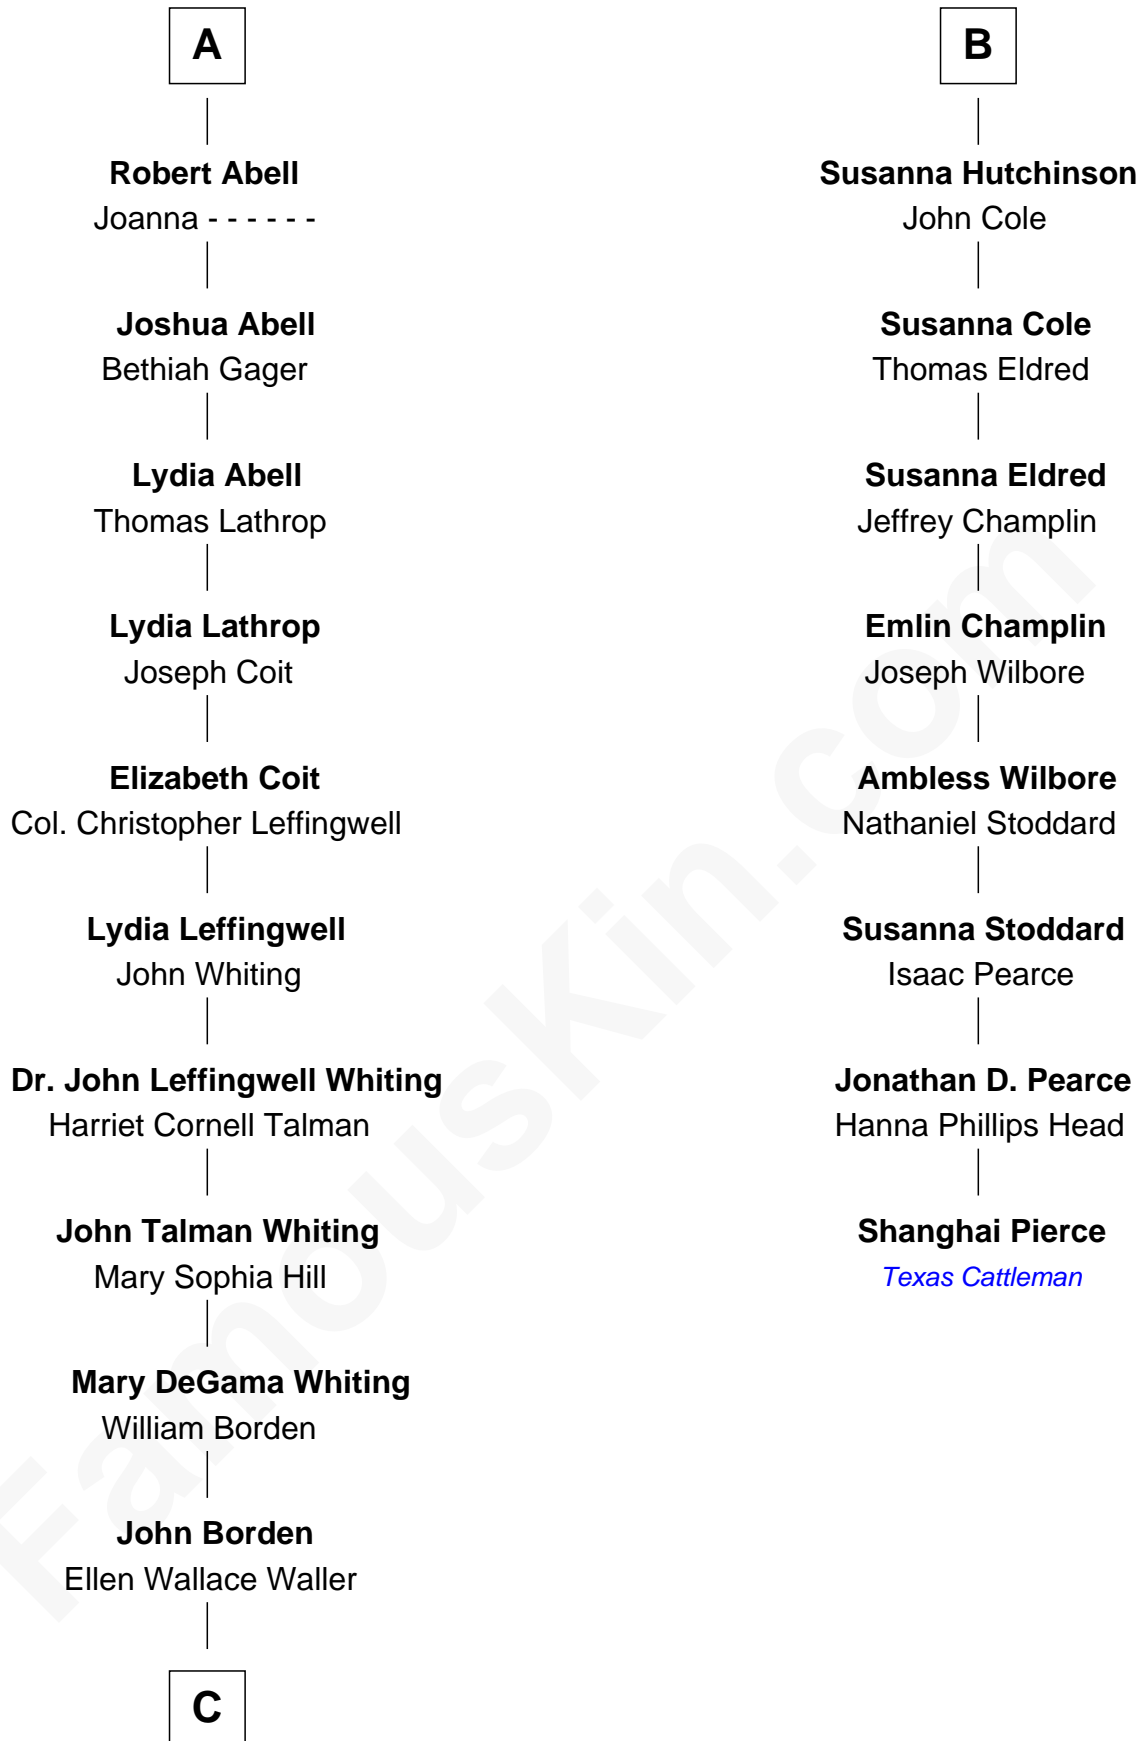 A
Robert Abell
Joanna - - - - - -
Joshua Abell
Bethiah Gager
Lydia Abell
Thomas Lathrop
Lydia Lathrop
Joseph Coit
Elizabeth Coit
Col. Christopher Leffingwell
Lydia Leffingwell
John Whiting
Dr. John Leffingwell Whiting
Harriet Cornell Talman
John Talman Whiting
Mary Sophia Hill
Mary DeGama Whiting
William Borden
John Borden
Ellen Wallace Waller
C
B
Susanna Hutchinson
John Cole
Susanna Cole
Thomas Eldred
Susanna Eldred
Jeffrey Champlin
Emlin Champlin
Joseph Wilbore
Ambless Wilbore
Nathaniel Stoddard
Susanna Stoddard
Isaac Pearce
Jonathan D. Pearce
Hanna Phillips Head
Shanghai Pierce
Texas Cattleman
FamousKin.com